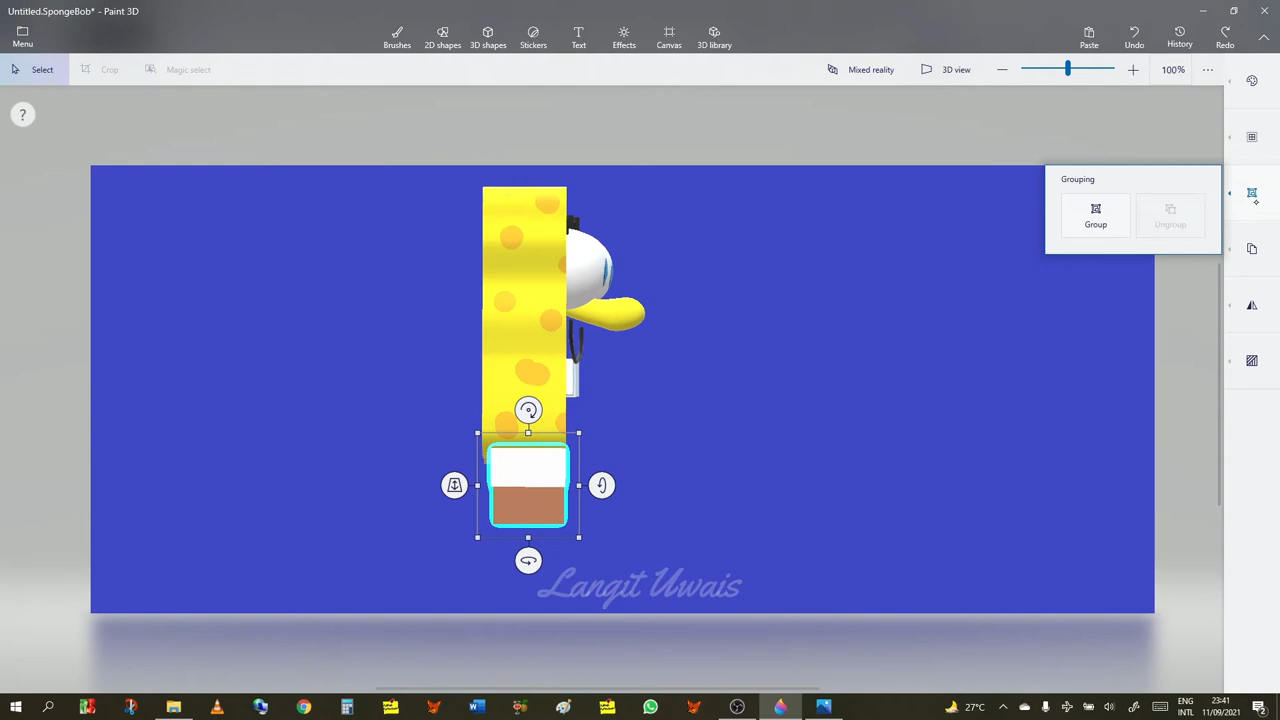 Untitled.SpongeBob* - Paint 3D
Menu
Brushes
2D shapes
3D shapes
Stickers
Text
Effects
Canvas
3D library
Paste
Undo
History
Redo
Select
Crop
Magic select
Mixed reality
3D view
100%
?
Grouping
Group
Ungroup
Langit Uwais
27°C
ENG
INTL
23:41
11/09/2021
2